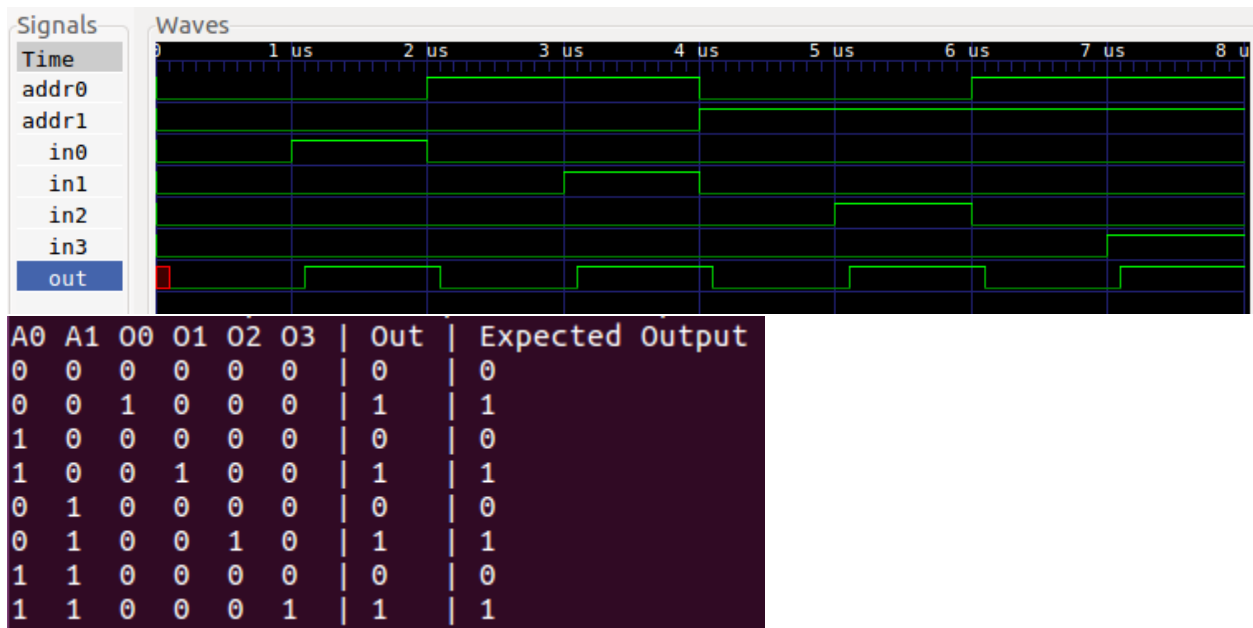 Signals Waves
Time 0 1 us 2 us 3 us 4 us 5 us 6 us 7 us 8 u
addr0
addr1
in0
in1
in2
in3
out
A0 A1 O0 O1 O2 O3 | Out | Expected Output
0 0 0 0 0 0 | 0 | 0
0 0 1 0 0 0 | 1 | 1
1 0 0 0 0 0 | 0 | 0
1 0 0 1 0 0 | 1 | 1
0 1 0 0 0 0 | 0 | 0
0 1 0 0 1 0 | 1 | 1
1 1 0 0 0 0 | 0 | 0
1 1 0 0 0 1 | 1 | 1